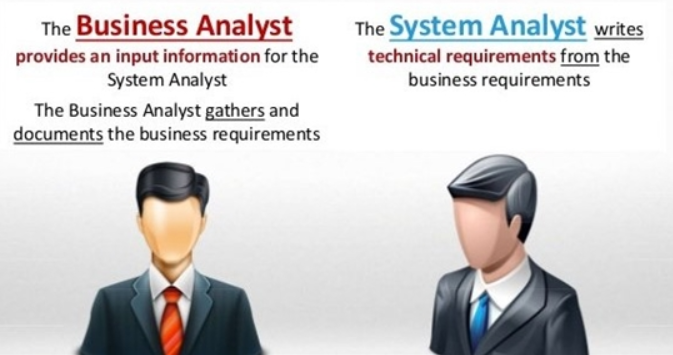 The Business Analyst
provides an input information for the
System Analyst
The Business Analyst gathers and
documents the business requirements
The System Analyst writes
technical requirements from the
business requirements